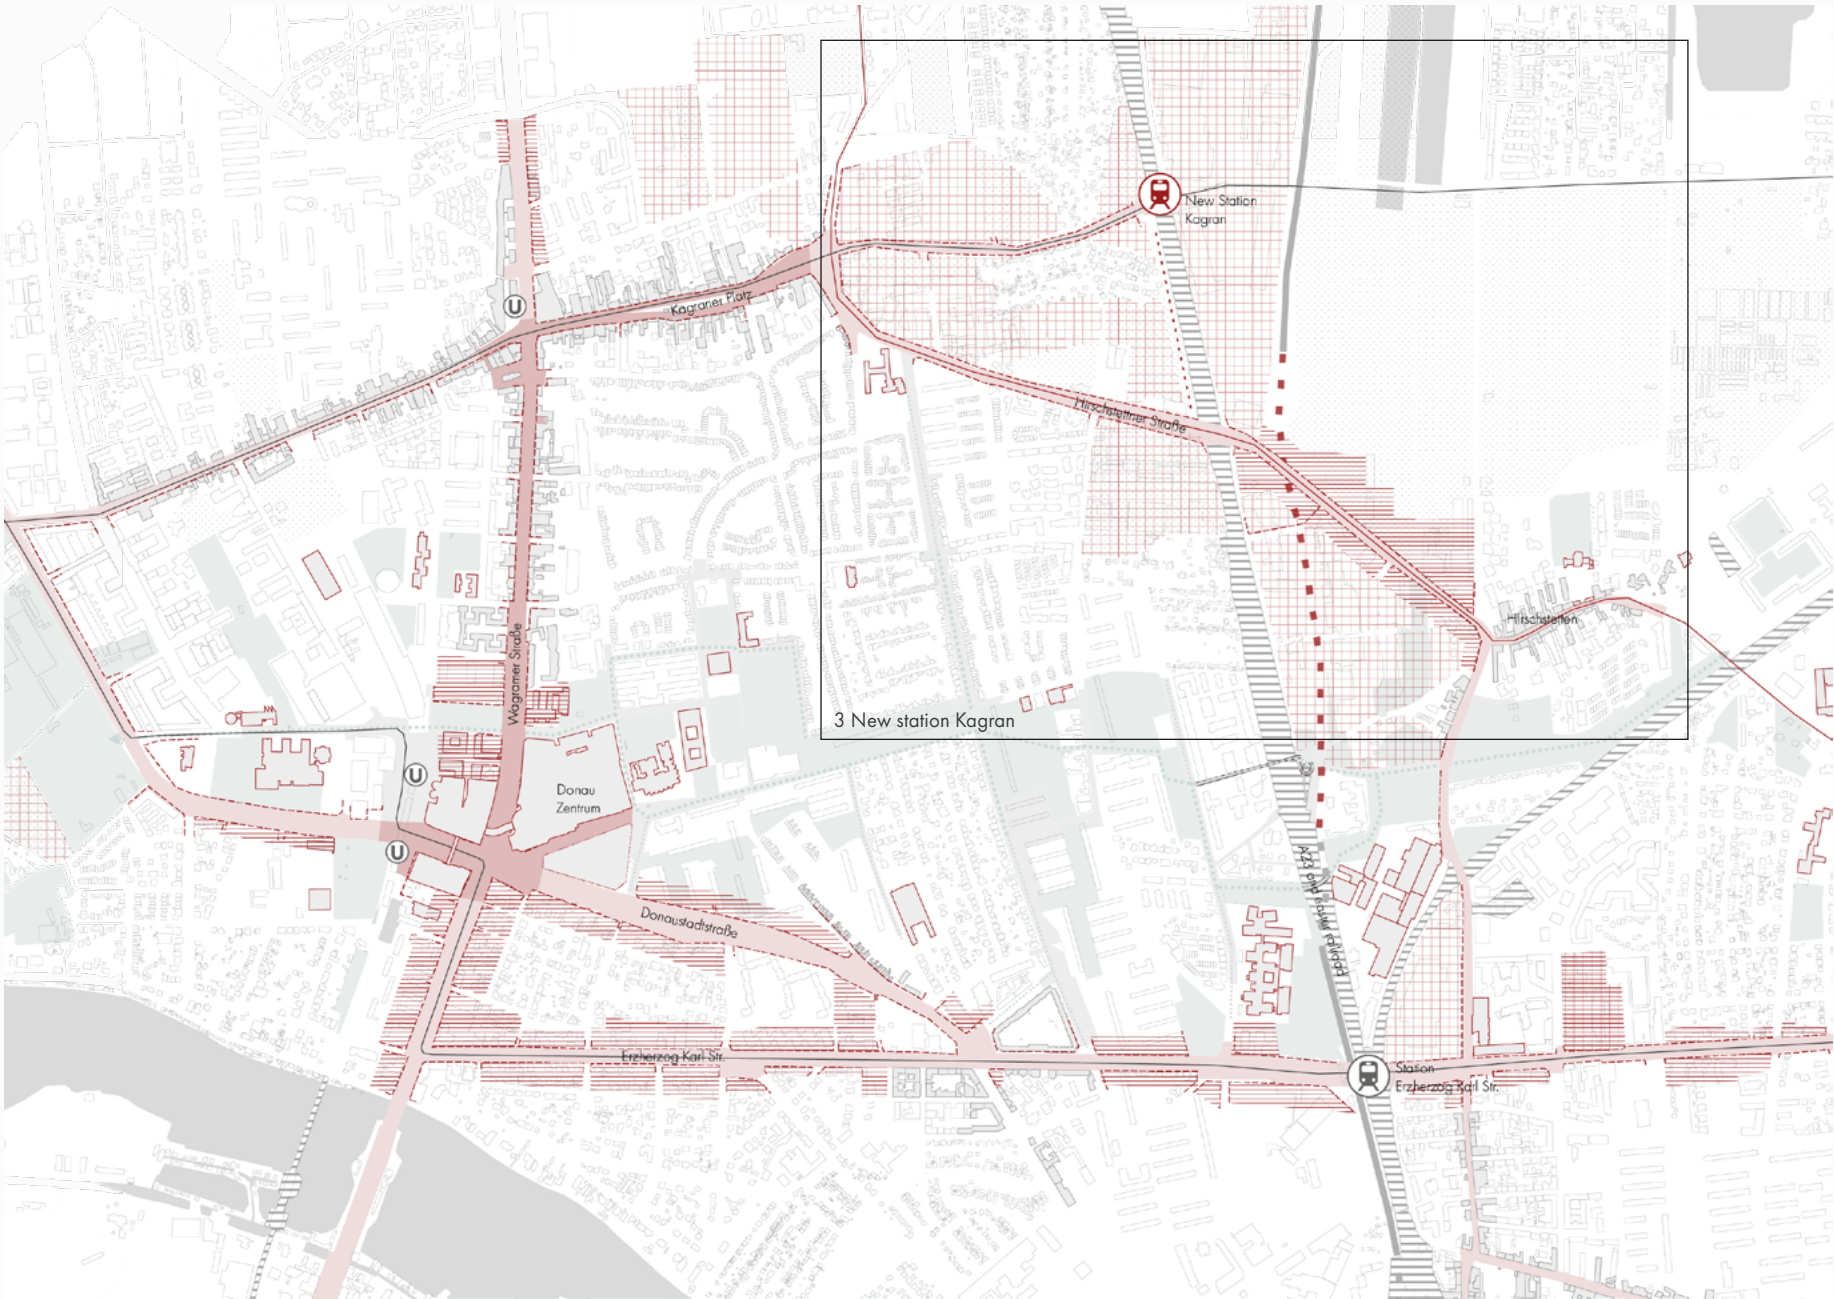 New Station
Kagran
U
Kagraner Platz
Hirschstettner Straße
Hirschstetten
Wagramer Straße
3 New station Kagran
U
Donau
Zentrum
U
A23 and easter railroad
Donaustadtstraße
Erzherzog Karl Str.
Station
Erzherzog Karl Str.